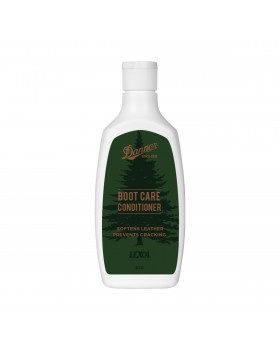 Danner
BOOT CARE
CONDITIONER
SOFTENS LEATHER
PREVENTS CRACKING